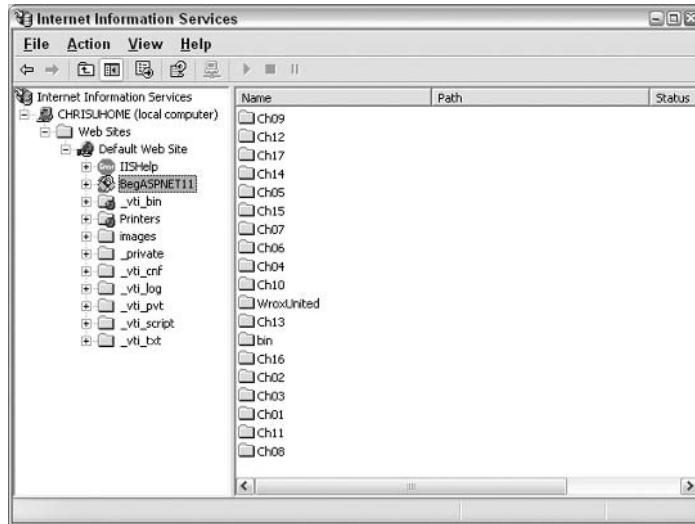 Internet Information Services
File Action View Help
Internet Information Services
CHRISUHOME (local computer)
Web Sites
Default Web Site
IISHelp
BegASPNET11
_vti_bin
Printers
images
_private
_vti_cnf
_vti_log
_vti_pvt
_vti_script
_vti_txt
Name Path Status
Ch09
Ch12
Ch17
Ch14
Ch05
Ch15
Ch07
Ch06
Ch04
Ch10
WroxUnited
Ch13
bin
Ch16
Ch02
Ch03
Ch01
Ch11
Ch08